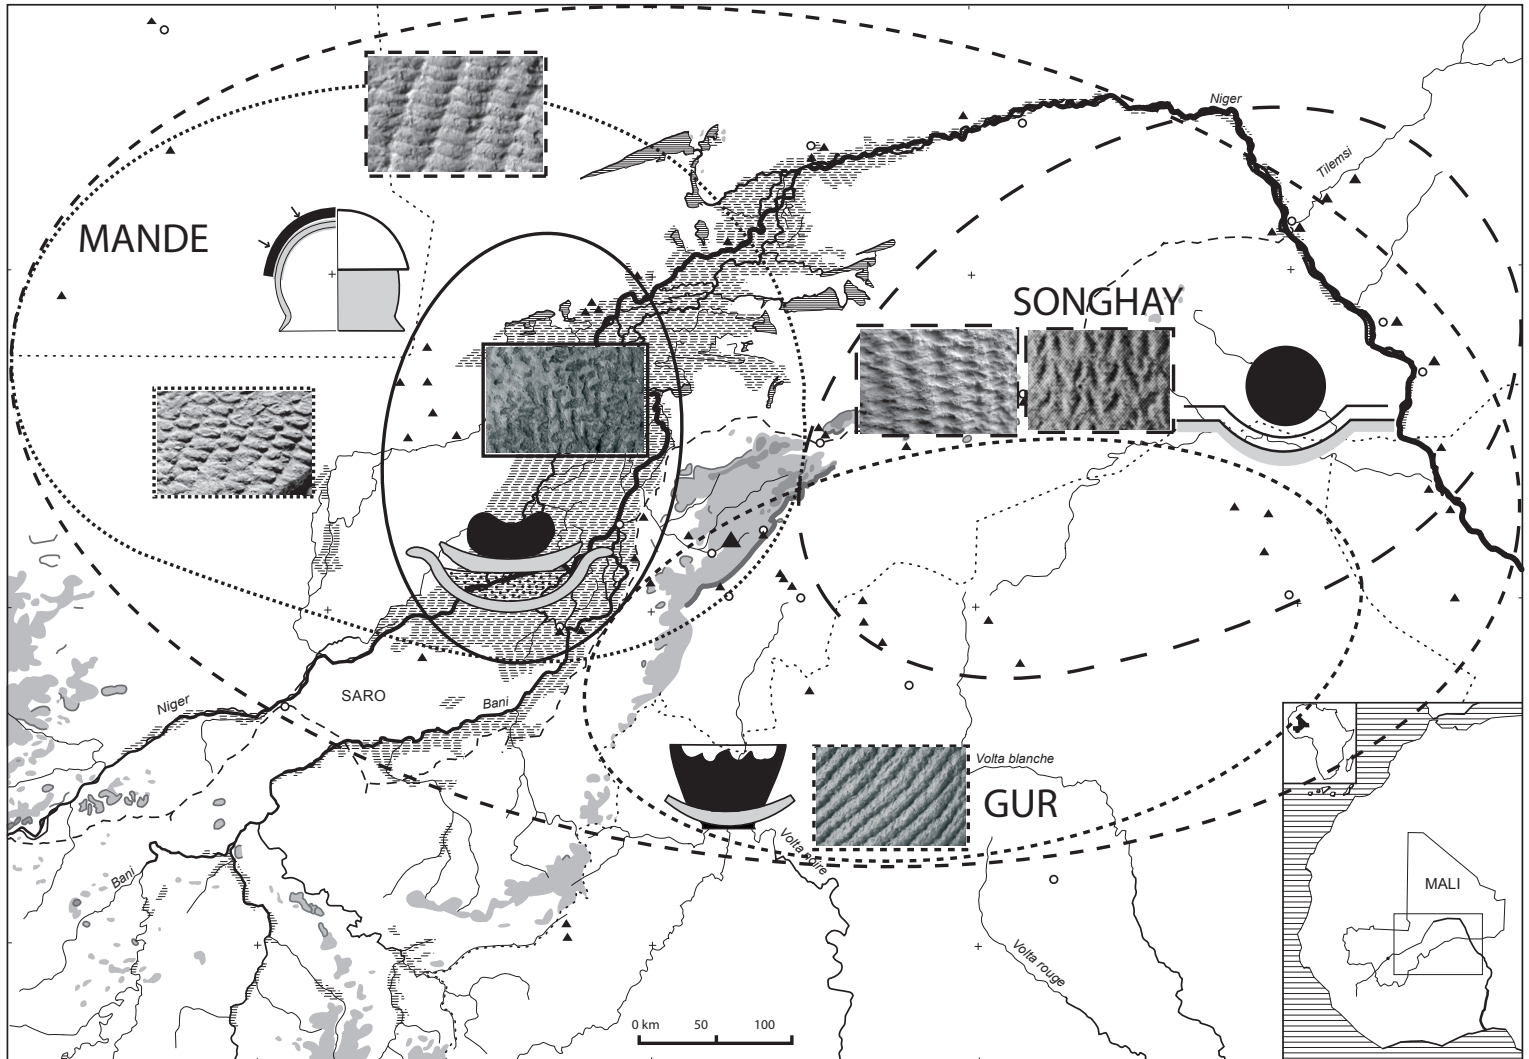 Niger
Tilemsi
MANDE
SONGHAY
SARO
Niger
Bani
Volta blanche
GUR
Volta noire
Bani
MALI
Volta rouge
0 km 50 100